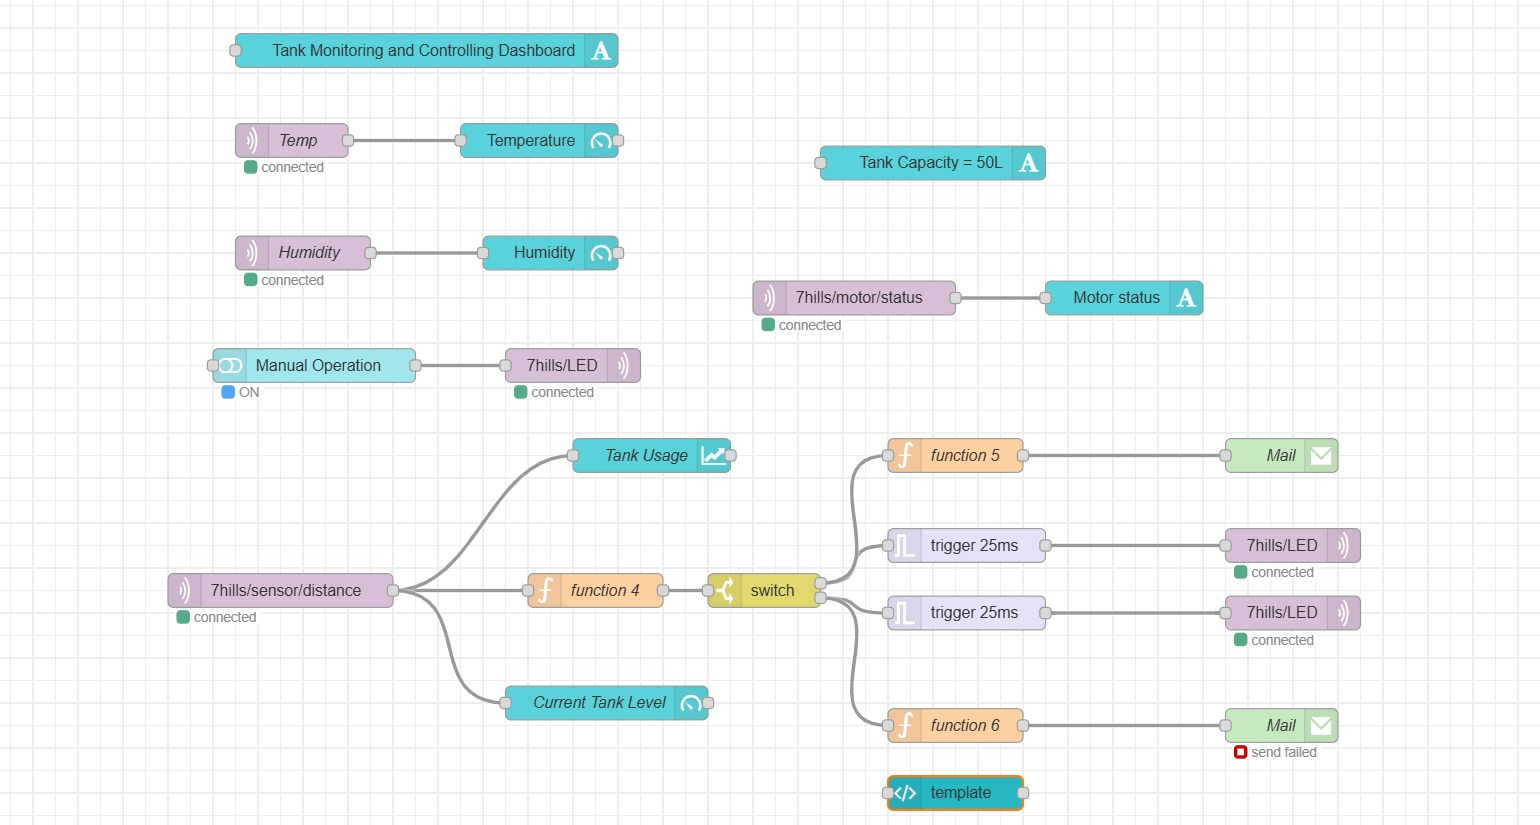 Tank Monitoring and Controlling Dashboard A
Temp
connected
Temperature
Tank Capacity = 50L A
Humidity
connected
Humidity
7hills/motor/status
connected
Motor status A
Manual Operation
ON
7hills/LED
connected
Tank Usage
function 5
Mail
trigger 25ms
7hills/LED
connected
7hills/sensor/distance
connected
function 4
switch
trigger 25ms
7hills/LED
connected
Current Tank Level
function 6
Mail
send failed
template